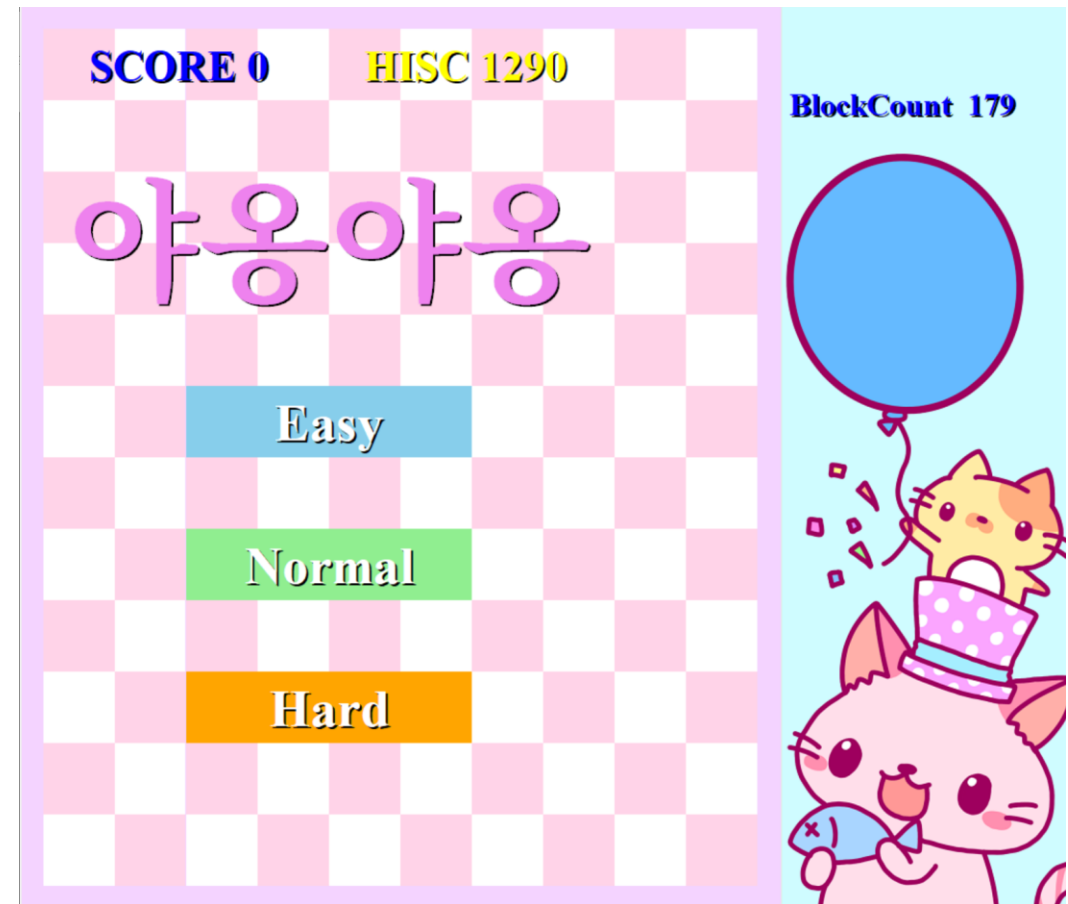 SCORE 0 HISC 1290
BlockCount 179
야옹야옹
Easy
Normal
Hard